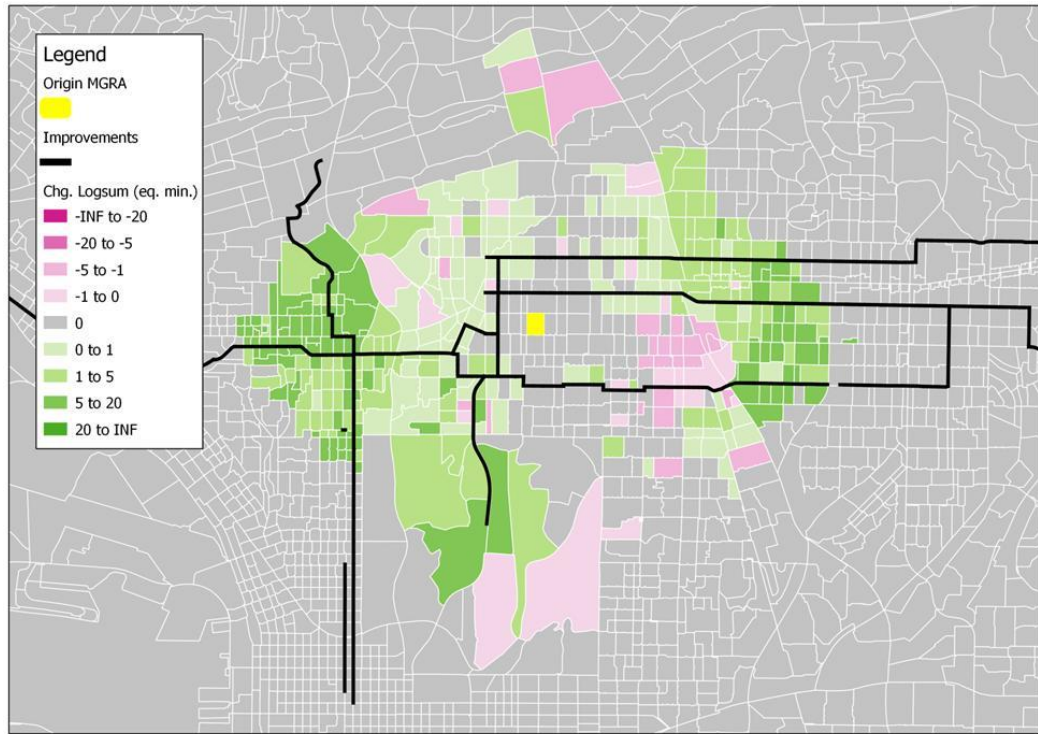 Legend
Origin MGRA
Improvements
Chg. Logsum (eq. min.)
-INF to -20
-20 to -5
-5 to -1
-1 to 0
0
0 to 1
1 to 5
5 to 20
20 to INF